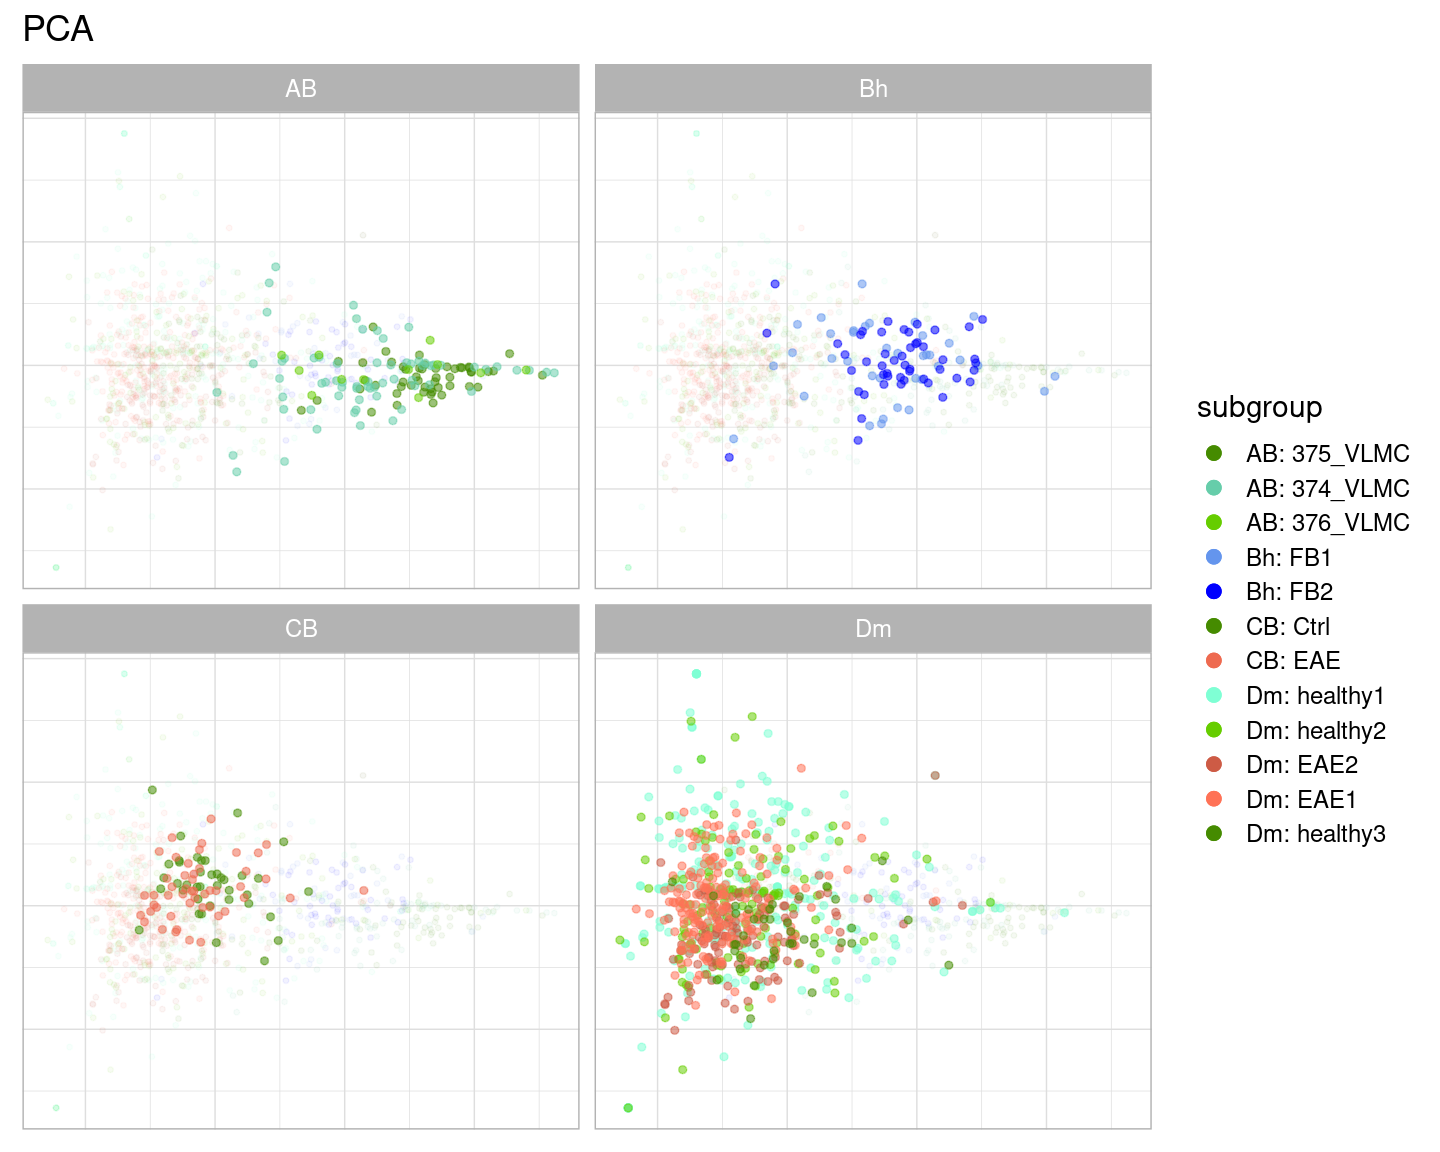 PCA
AB
Bh
CB
Dm
subgroup
AB: 375_VLMC
AB: 374_VLMC
AB: 376_VLMC
Bh: FB1
Bh: FB2
CB: Ctrl
CB: EAE
Dm: healthy1
Dm: healthy2
Dm: EAE2
Dm: EAE1
Dm: healthy3